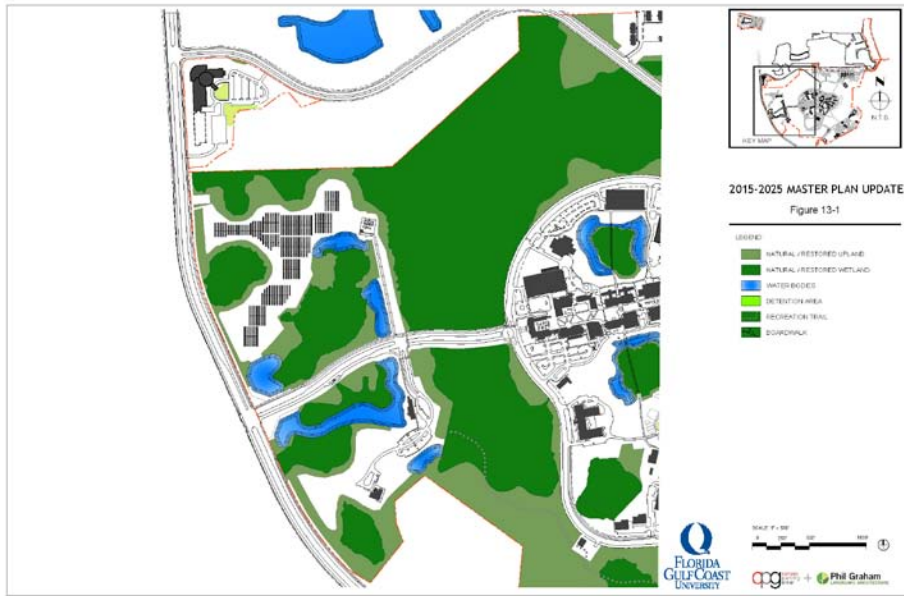 N
N.T.S.
KEY MAP
2015-2025 MASTER PLAN UPDATE
Figure 13-1
LEGEND
NATURAL / RESTORED UPLAND
NATURAL / RESTORED WETLAND
WATER BODIES
DETENTION AREA
RECREATION TRAIL
BOARDWALK
FLORIDA
GULF COAST
UNIVERSITY
+
Phil Graham